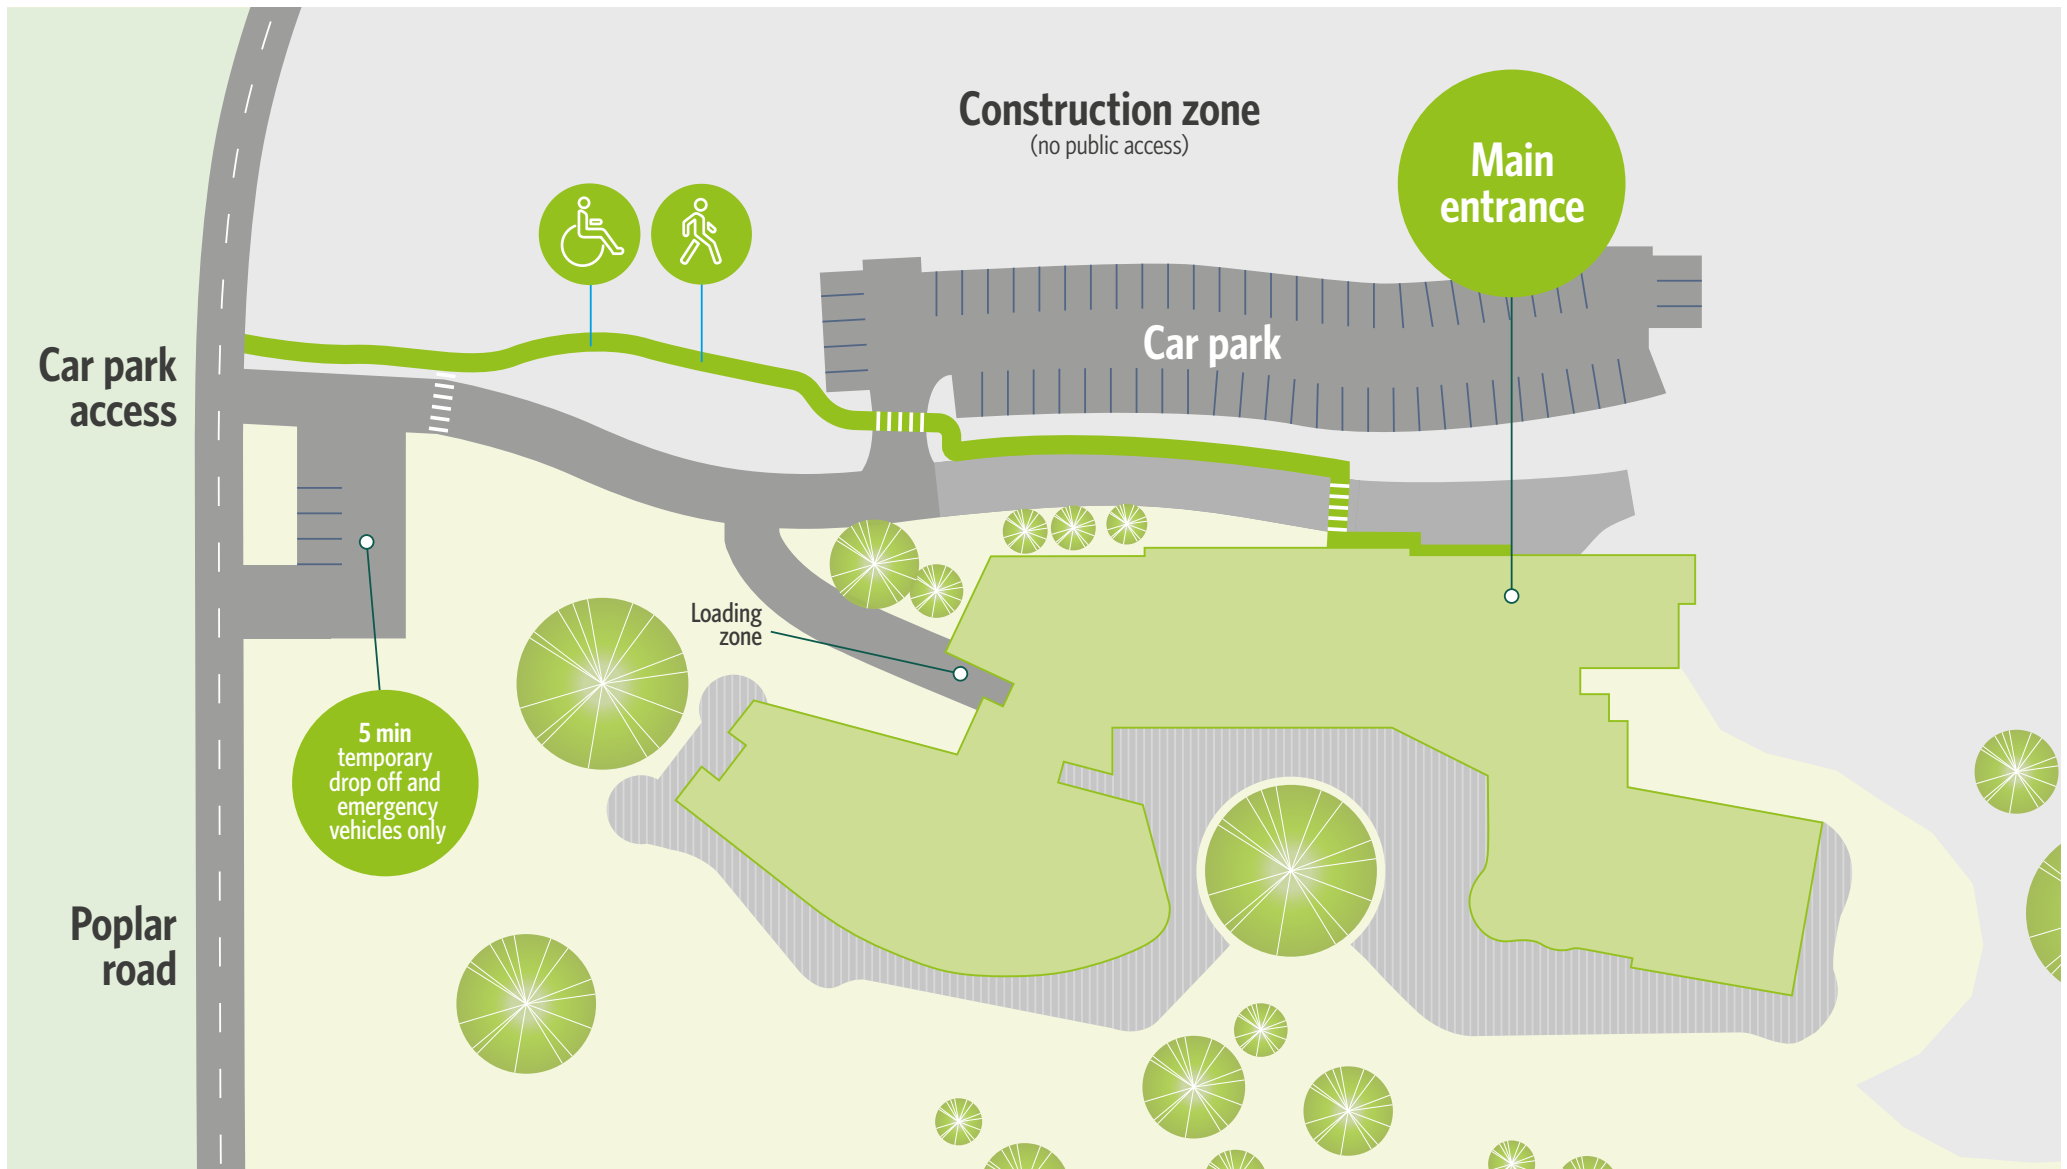 Construction zone
(no public access)
Main
entrance
Car park
Car park
access
Loading
zone
5 min
temporary
drop off and
emergency
vehicles only
Poplar
road